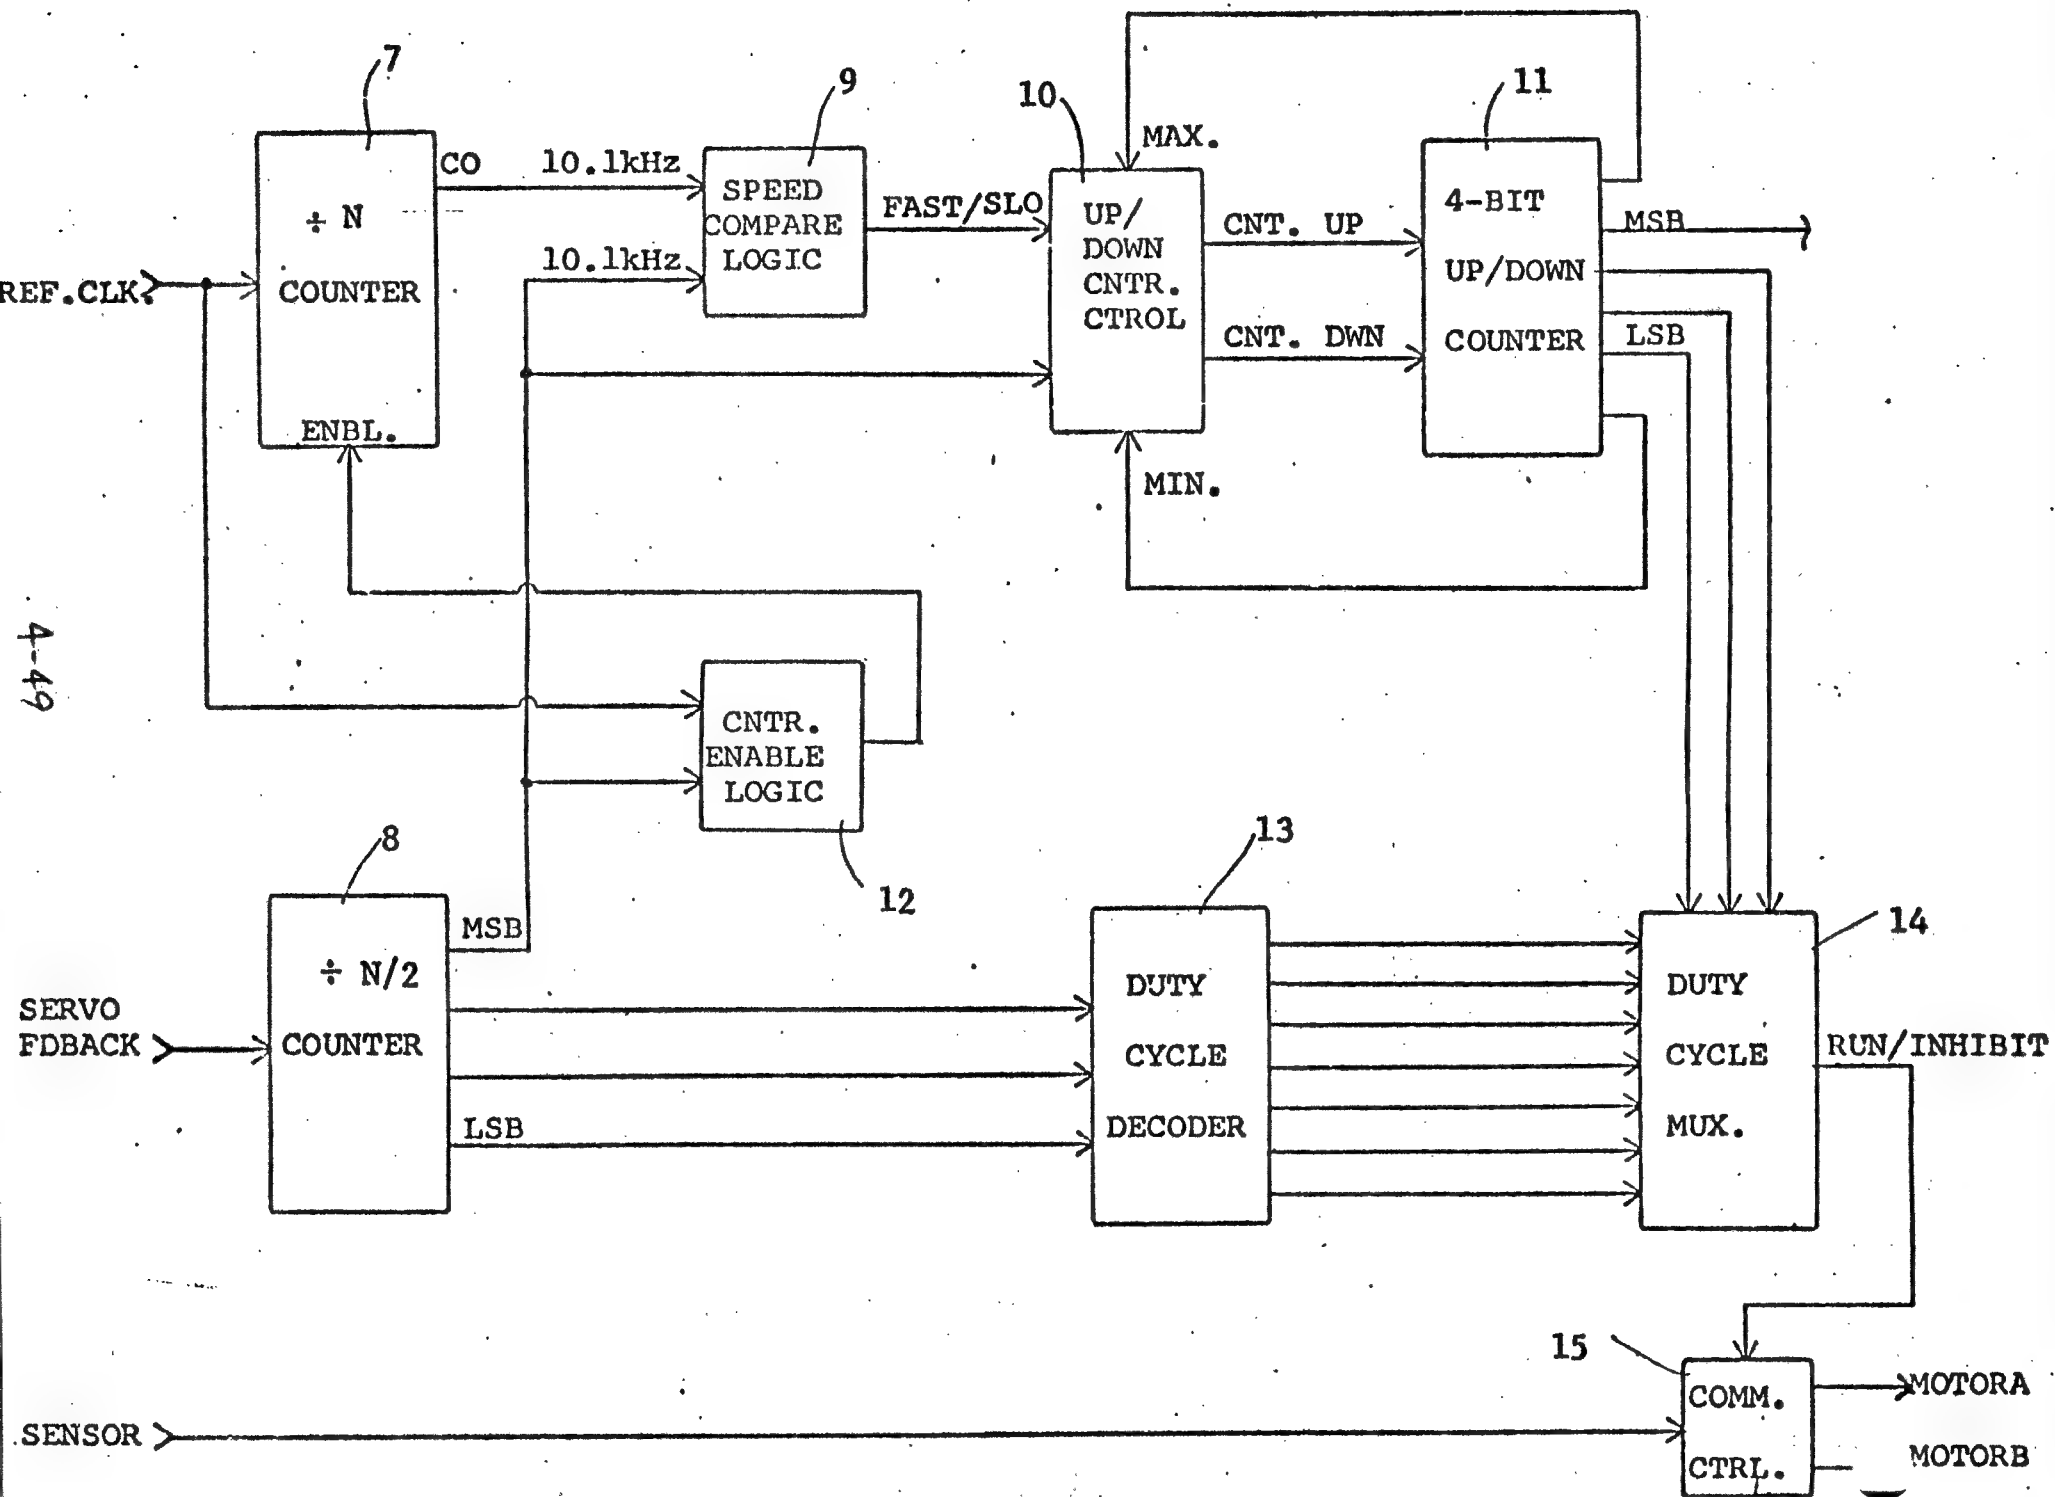 7
9
10
11
CO
10.1kHz
MAX.
÷ N
COUNTER
ENBL.
REF.CLK.
SPEED
COMPARE
LOGIC
10.1kHz
FAST/SLO
UP/
DOWN
CNTR.
CTROL
CNT. UP
CNT. DWN
4-BIT
UP/DOWN
COUNTER
MSB
LSB
MIN.
4-49
CNTR.
ENABLE
LOGIC
12
8
MSB
÷ N/2
COUNTER
LSB
SERVO
FDBACK
13
DUTY
CYCLE
DECODER
14
DUTY
CYCLE
MUX.
RUN/INHIBIT
15
COMM.
CTRL.
MOTORA
MOTORB
SENSOR